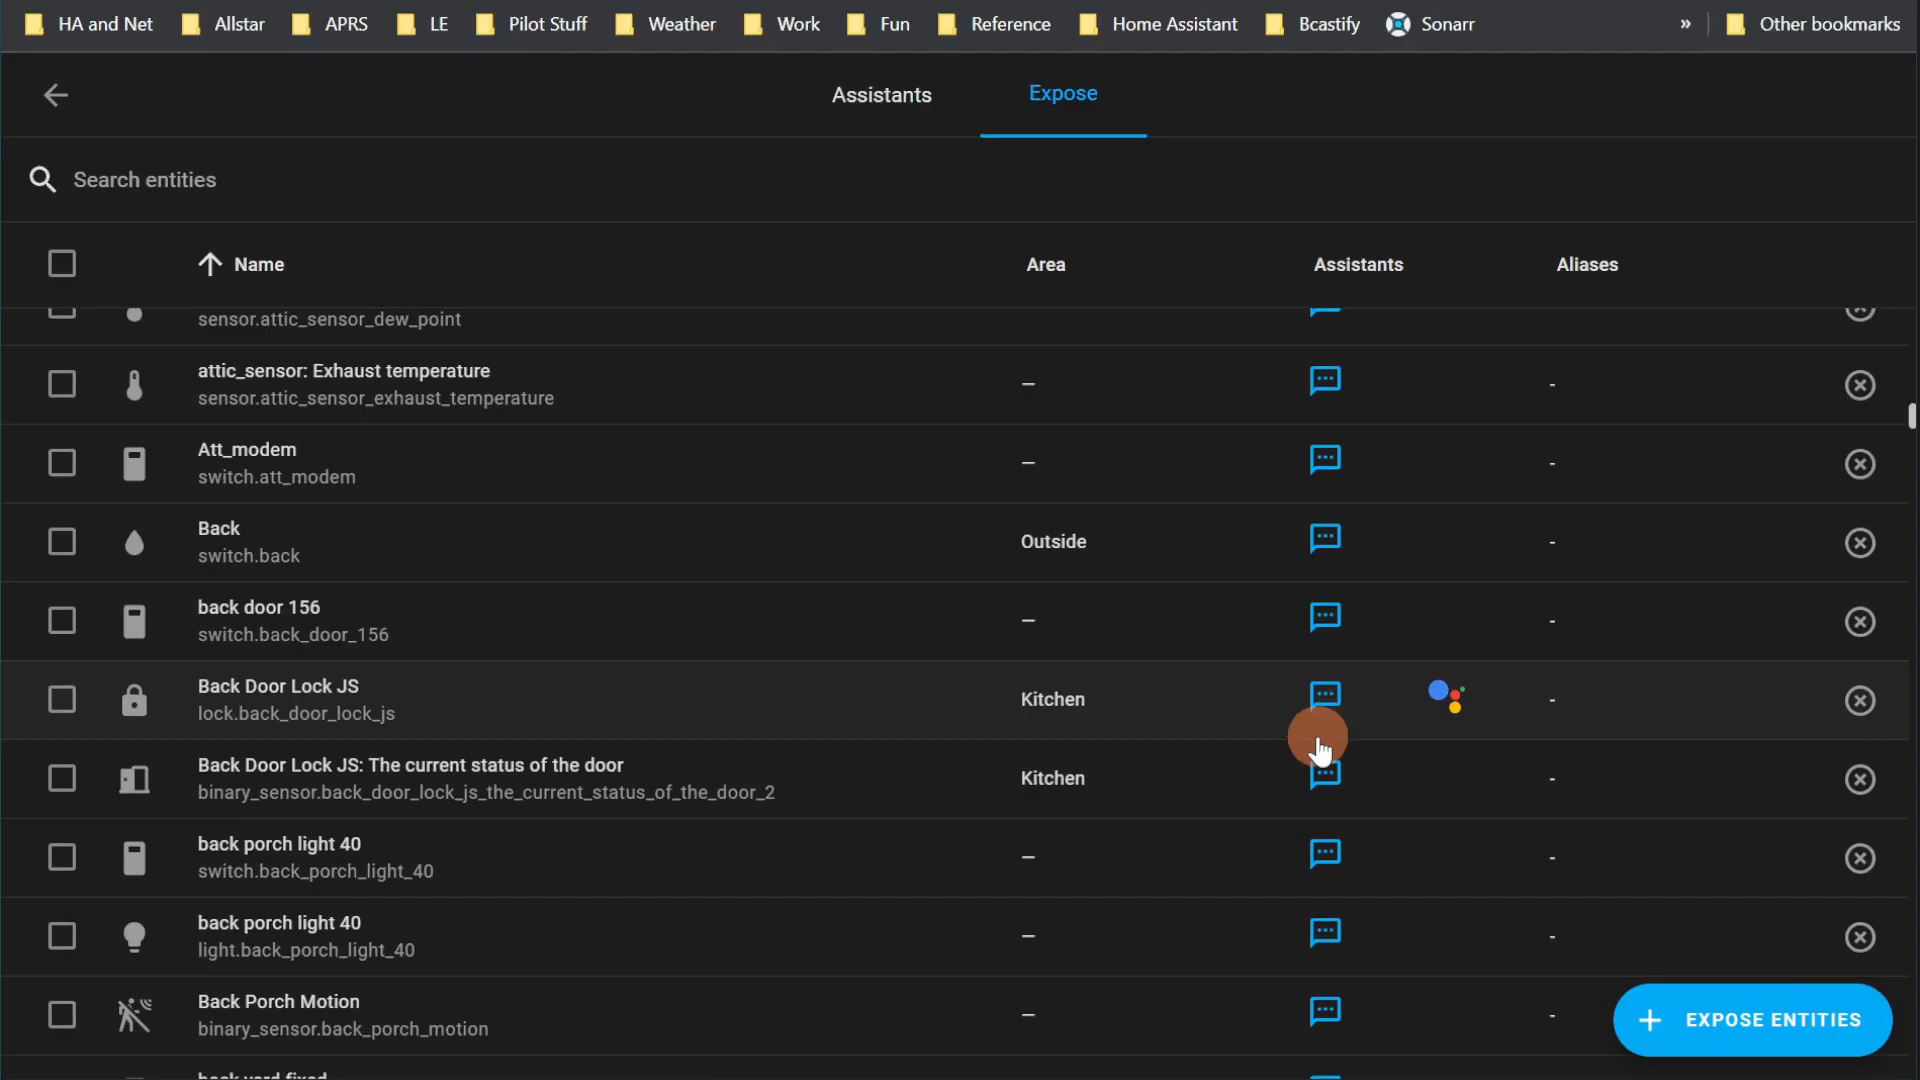 HA and Net Allstar APRS LE Pilot Stuff Weather Work Fun Reference Home Assistant Bcastify Sonarr » Other bookmarks
Assistants Expose
Search entities
Name Area Assistants Aliases
sensor.attic_sensor_dew_point
attic_sensor: Exhaust temperature
sensor.attic_sensor_exhaust_temperature
– -
Att_modem
switch.att_modem
– -
Back
switch.back
Outside -
back door 156
switch.back_door_156
– -
Back Door Lock JS
lock.back_door_lock_js
Kitchen -
Back Door Lock JS: The current status of the door
binary_sensor.back_door_lock_js_the_current_status_of_the_door_2
Kitchen -
back porch light 40
switch.back_porch_light_40
– -
back porch light 40
light.back_porch_light_40
– -
Back Porch Motion
binary_sensor.back_porch_motion
– -
+ EXPOSE ENTITIES